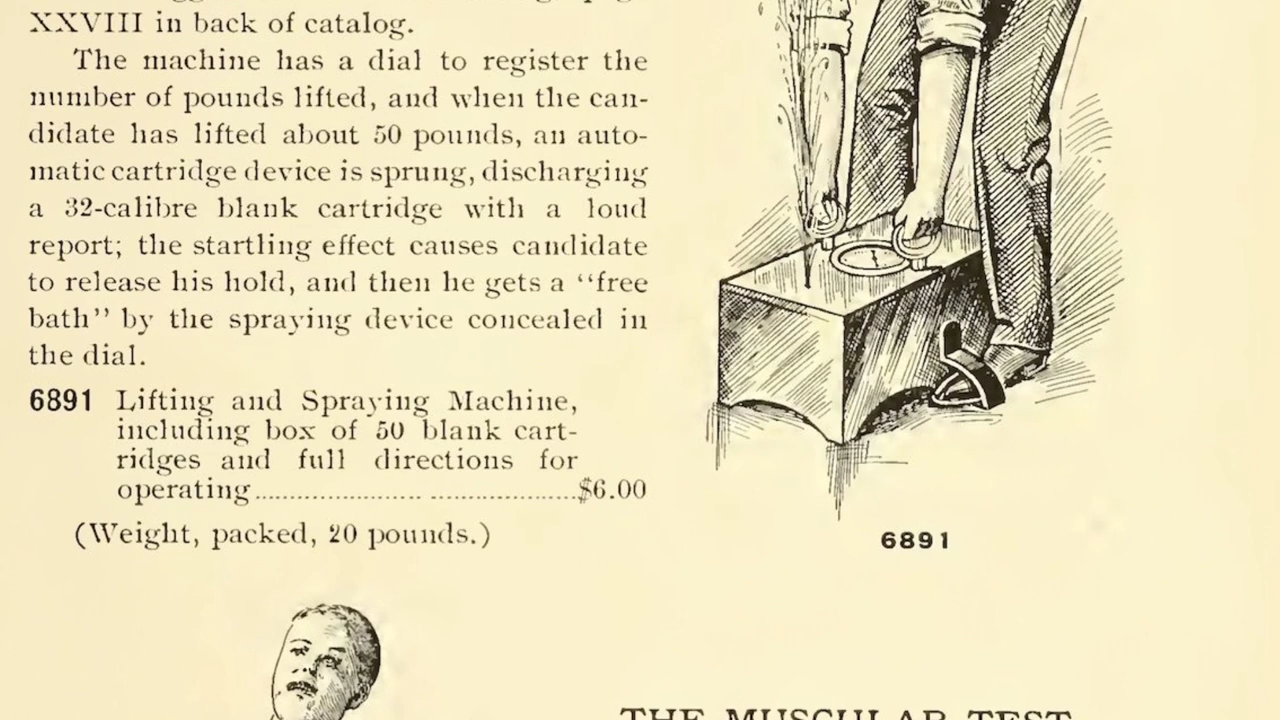 XXVIII in back of catalog.
The machine has a dial to register the
number of pounds lifted, and when the can-
didate has lifted about 50 pounds, an auto-
matic cartridge device is sprung, discharging
a 32-calibre blank cartridge with a loud
report; the startling effect causes candidate
to release his hold, and then he gets a “free
bath” by the spraying device concealed in
the dial.
6891 Lifting and Spraying Machine,
including box of 50 blank cart-
ridges and full directions for
operating.......................................................$6.00
(Weight, packed, 20 pounds.)
6891
THE MUSCULAR TEST